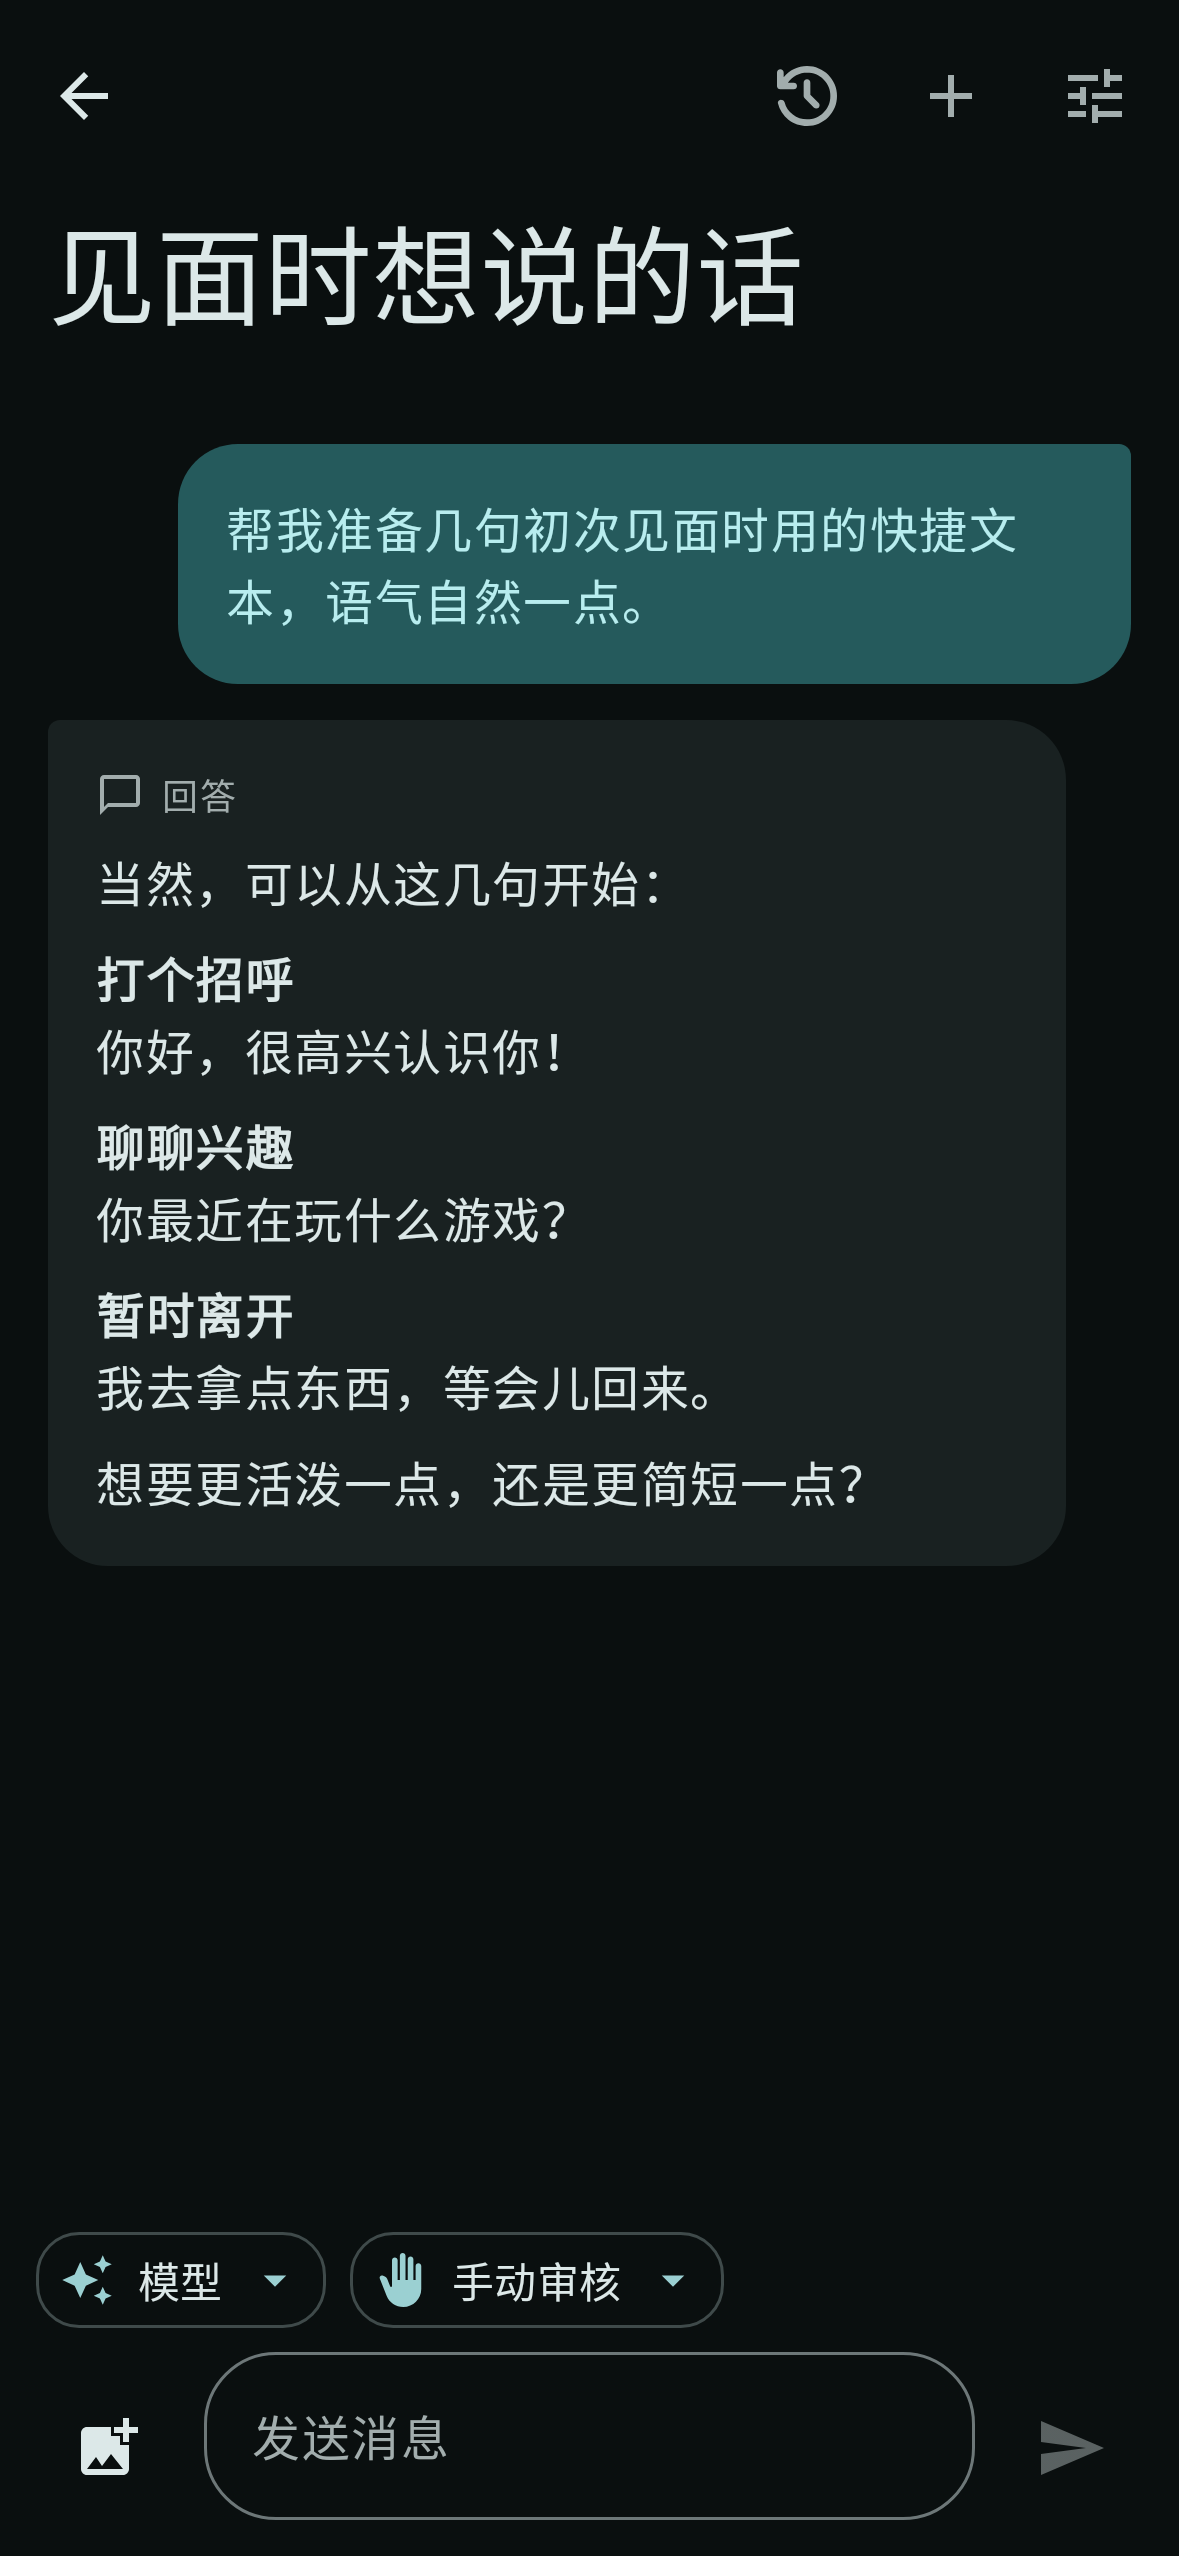 见面时想说的话
帮我准备几句初次见面时用的快捷文
本，语气自然一点。
回答
当然，可以从这几句开始：
打个招呼
你好，很高兴认识你！
聊聊兴趣
你最近在玩什么游戏？
暂时离开
我去拿点东西，等会儿回来。
想要更活泼一点，还是更简短一点？
模型
手动审核
发送消息